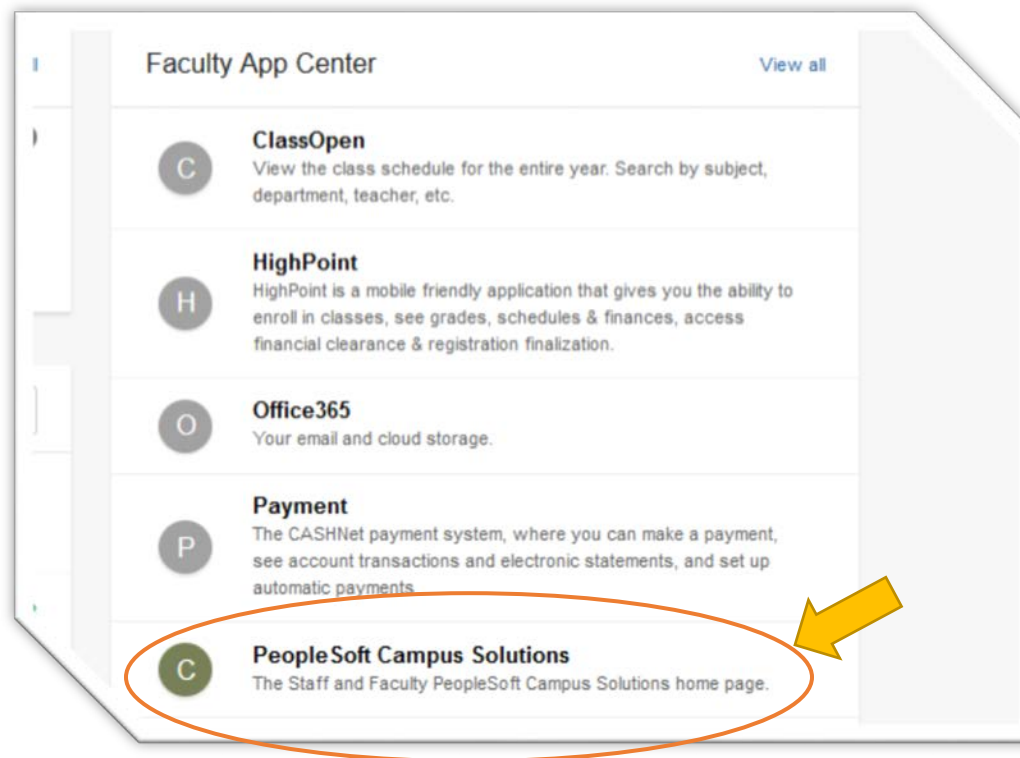 Faculty App Center
View all
C
ClassOpen
View the class schedule for the entire year. Search by subject,
department, teacher, etc.
H
HighPoint
HighPoint is a mobile friendly application that gives you the ability to
enroll in classes, see grades, schedules & finances, access
financial clearance & registration finalization.
O
Office365
Your email and cloud storage.
P
Payment
The CASHNet payment system, where you can make a payment,
see account transactions and electronic statements, and set up
automatic payments
C
PeopleSoft Campus Solutions
The Staff and Faculty PeopleSoft Campus Solutions home page.